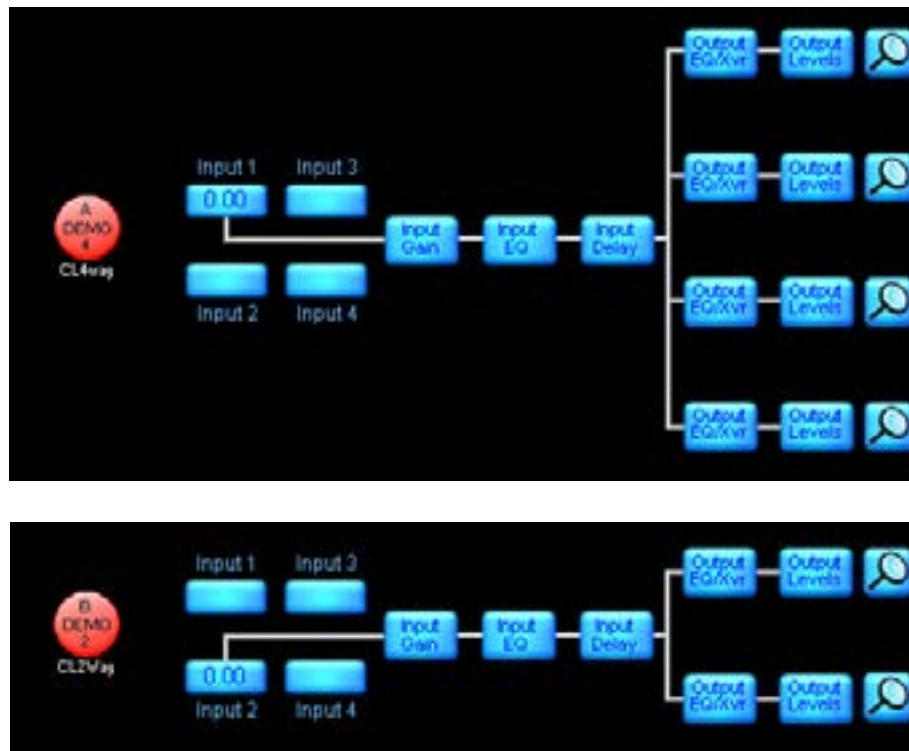 Output
EQ/Xvr
Output
Levels
Input 1
Input 3
0.00
Output
EQ/Xvr
Output
Levels
A
DEMO
4
CL4way
Input
Gain
Input
EQ
Input
Delay
Input 2
Input 4
Output
EQ/Xvr
Output
Levels
Output
EQ/Xvr
Output
Levels
Input 1
Input 3
Output
EQ/Xvr
Output
Levels
B
DEMO
2
CL2Way
Input
Gain
Input
EQ
Input
Delay
0.00
Input 2
Input 4
Output
EQ/Xvr
Output
Levels